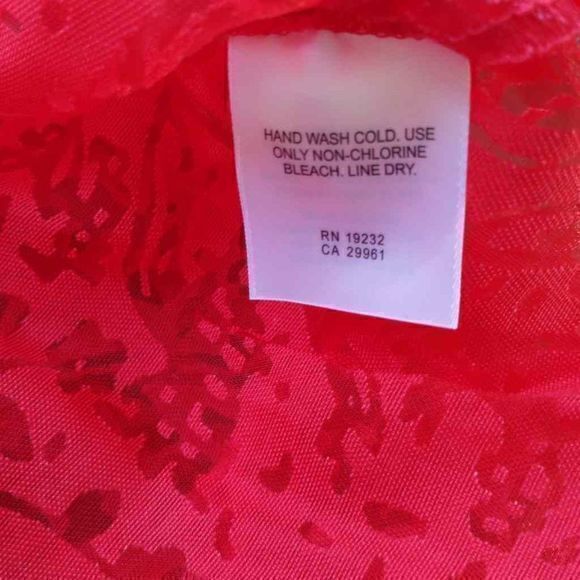 HAND WASH COLD. USE
ONLY NON-CHLORINE
BLEACH. LINE DRY.
RN 19232
CA 29961